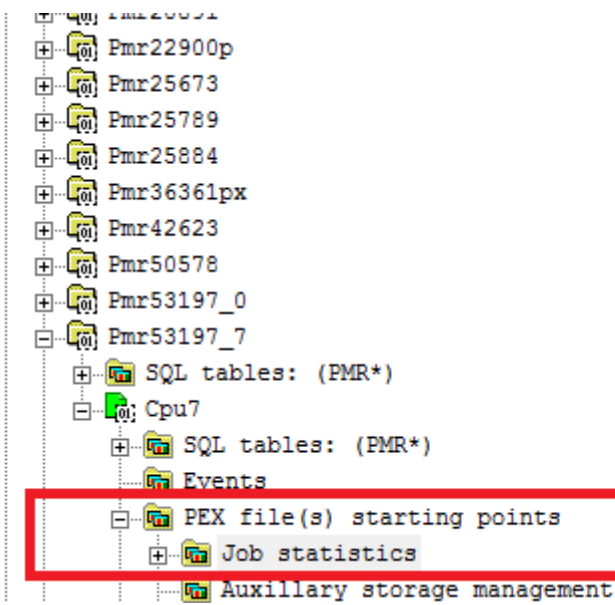 Pmr22900p
Pmr25673
Pmr25789
Pmr25884
Pmr36361px
Pmr42623
Pmr50578
Pmr53197_0
Pmr53197_7
SQL tables: (PMR*)
Cpu7
SQL tables: (PMR*)
Events
PEX file(s) starting points
Job statistics
Auxillary storage management